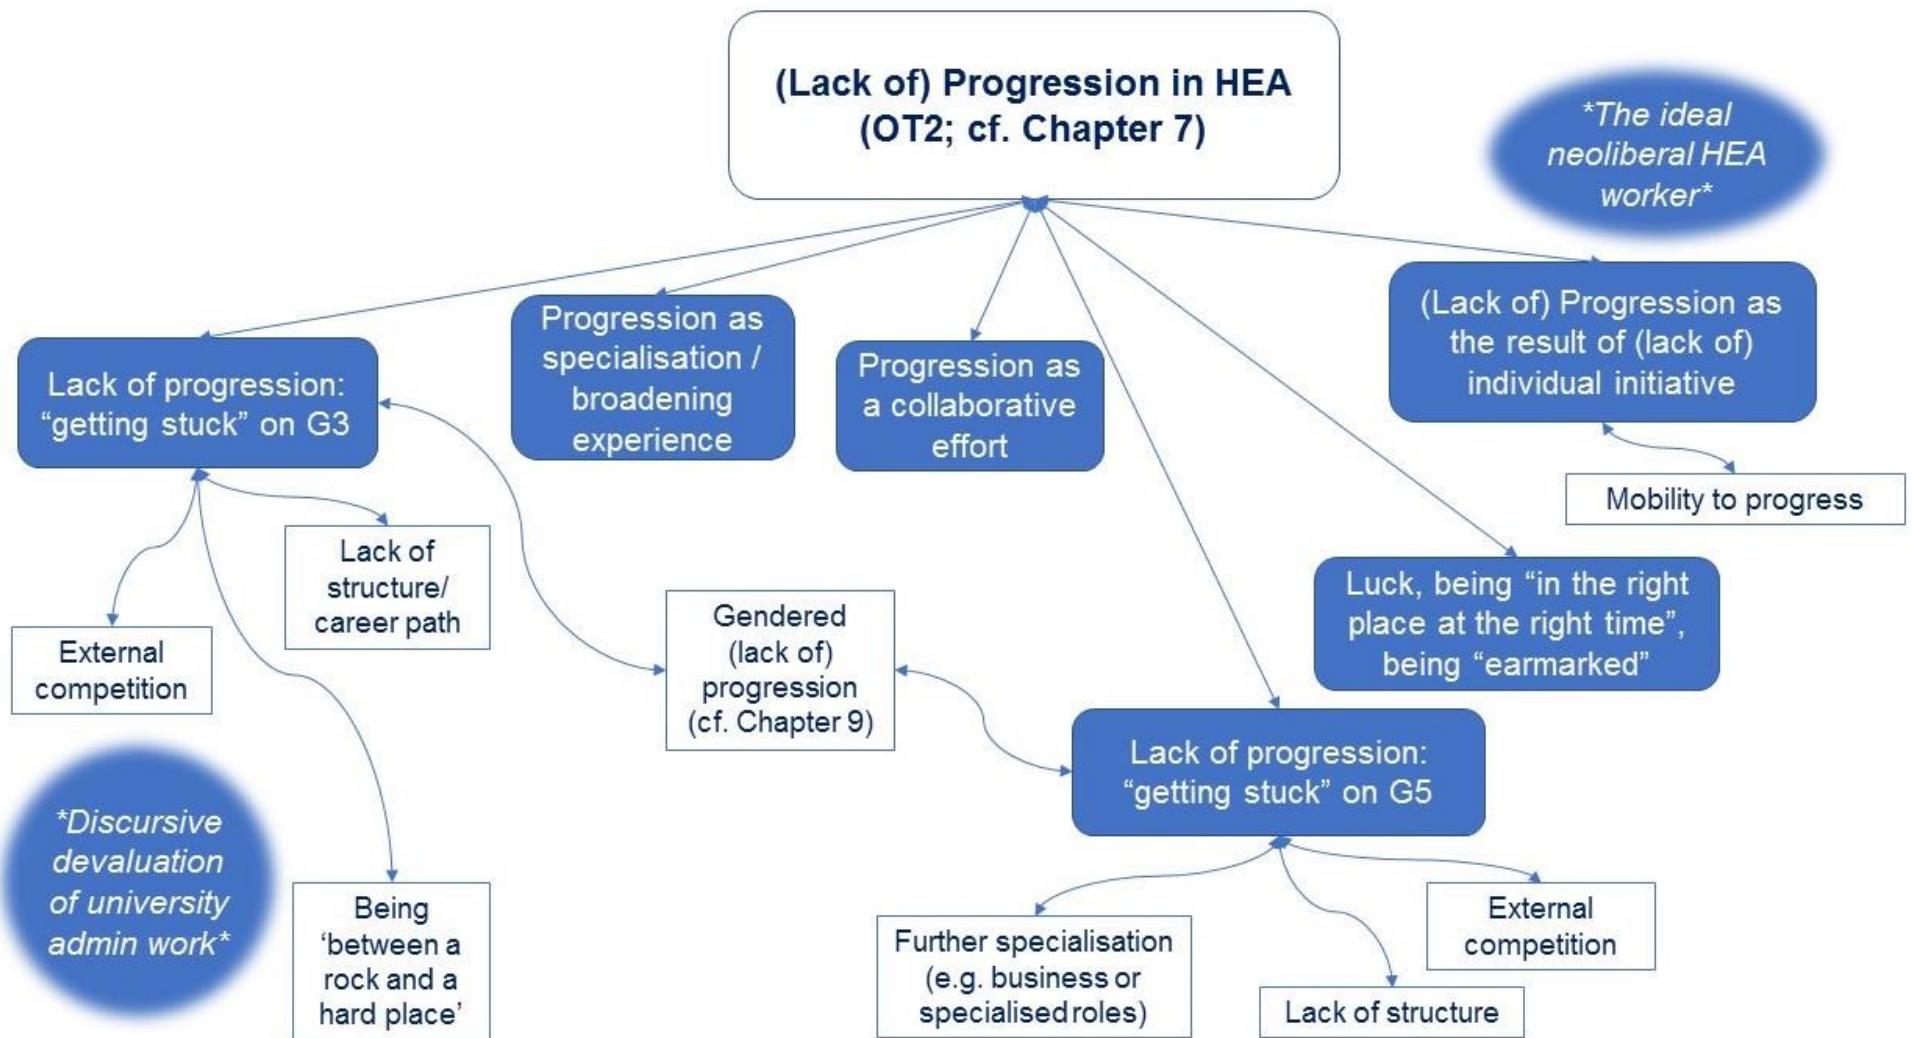 (Lack of) Progression in HEA
(OT2; cf. Chapter 7)
*The ideal
neoliberal HEA
worker*
Lack of progression:
“getting stuck” on G3
Progression as
specialisation /
broadening
experience
Progression as
a collaborative
effort
(Lack of) Progression as
the result of (lack of)
individual initiative
Mobility to progress
Lack of
structure/
career path
External
competition
Gendered
(lack of)
progression
(cf. Chapter 9)
Luck, being “in the right
place at the right time”,
being “earmarked”
Lack of progression:
“getting stuck” on G5
*Discursive
devaluation
of university
admin work*
Being
‘between a
rock and a
hard place’
Further specialisation
(e.g. business or
specialised roles)
Lack of structure
External
competition